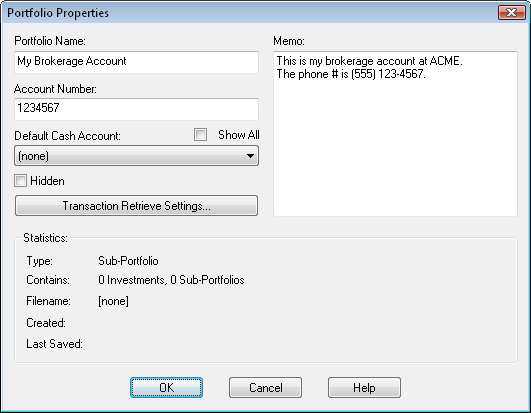 Portfolio Properties
Portfolio Name:
My Brokerage Account
Account Number:
1234567
Default Cash Account:
Show All
(none)
Hidden
Transaction Retrieve Settings...
Memo:
This is my brokerage account at ACME.
The phone # is (555) 123-4567.
Statistics:
Type: Sub-Portfolio
Contains: 0 Investments, 0 Sub-Portfolios
Filename: [none]
Created:
Last Saved:
OK Cancel Help